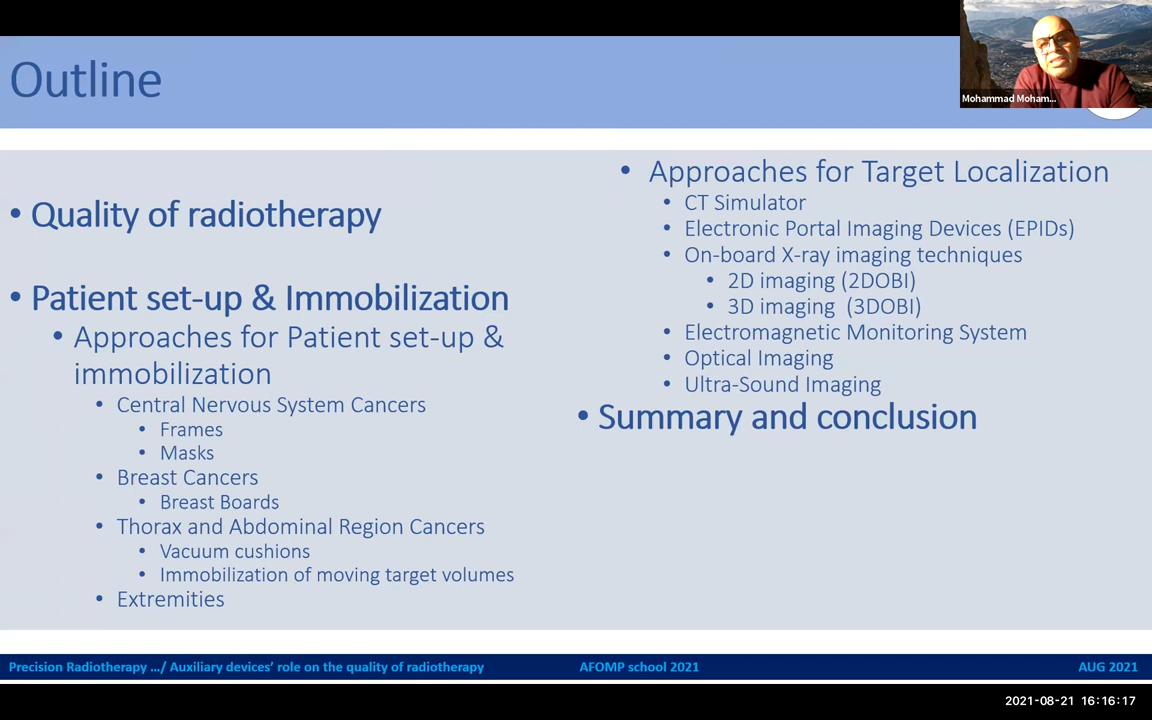 Outline
Mohammad Moham...
• Quality of radiotherapy
• Patient set-up & Immobilization
• Approaches for Patient set-up &
immobilization
• Central Nervous System Cancers
• Frames
• Masks
• Breast Cancers
• Breast Boards
• Thorax and Abdominal Region Cancers
• Vacuum cushions
• Immobilization of moving target volumes
• Extremities
• Approaches for Target Localization
• CT Simulator
• Electronic Portal Imaging Devices (EPIDs)
• On-board X-ray imaging techniques
• 2D imaging (2DOBI)
• 3D imaging (3DOBI)
• Electromagnetic Monitoring System
• Optical Imaging
• Ultra-Sound Imaging
• Summary and conclusion
Precision Radiotherapy .../ Auxiliary devices’ role on the quality of radiotherapy
AFOMP school 2021
AUG 2021
2021-08-21 16:16:17